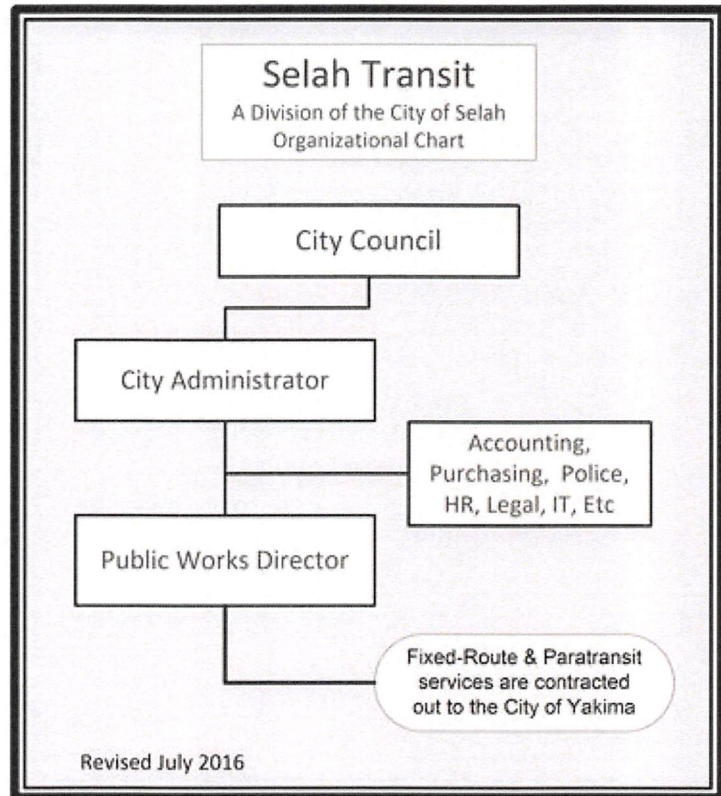 Selah Transit
A Division of the City of Selah
Organizational Chart
City Council
City Administrator
Accounting,
Purchasing, Police,
HR, Legal, IT, Etc
Public Works Director
Fixed-Route & Paratransit
services are contracted
out to the City of Yakima
Revised July 2016